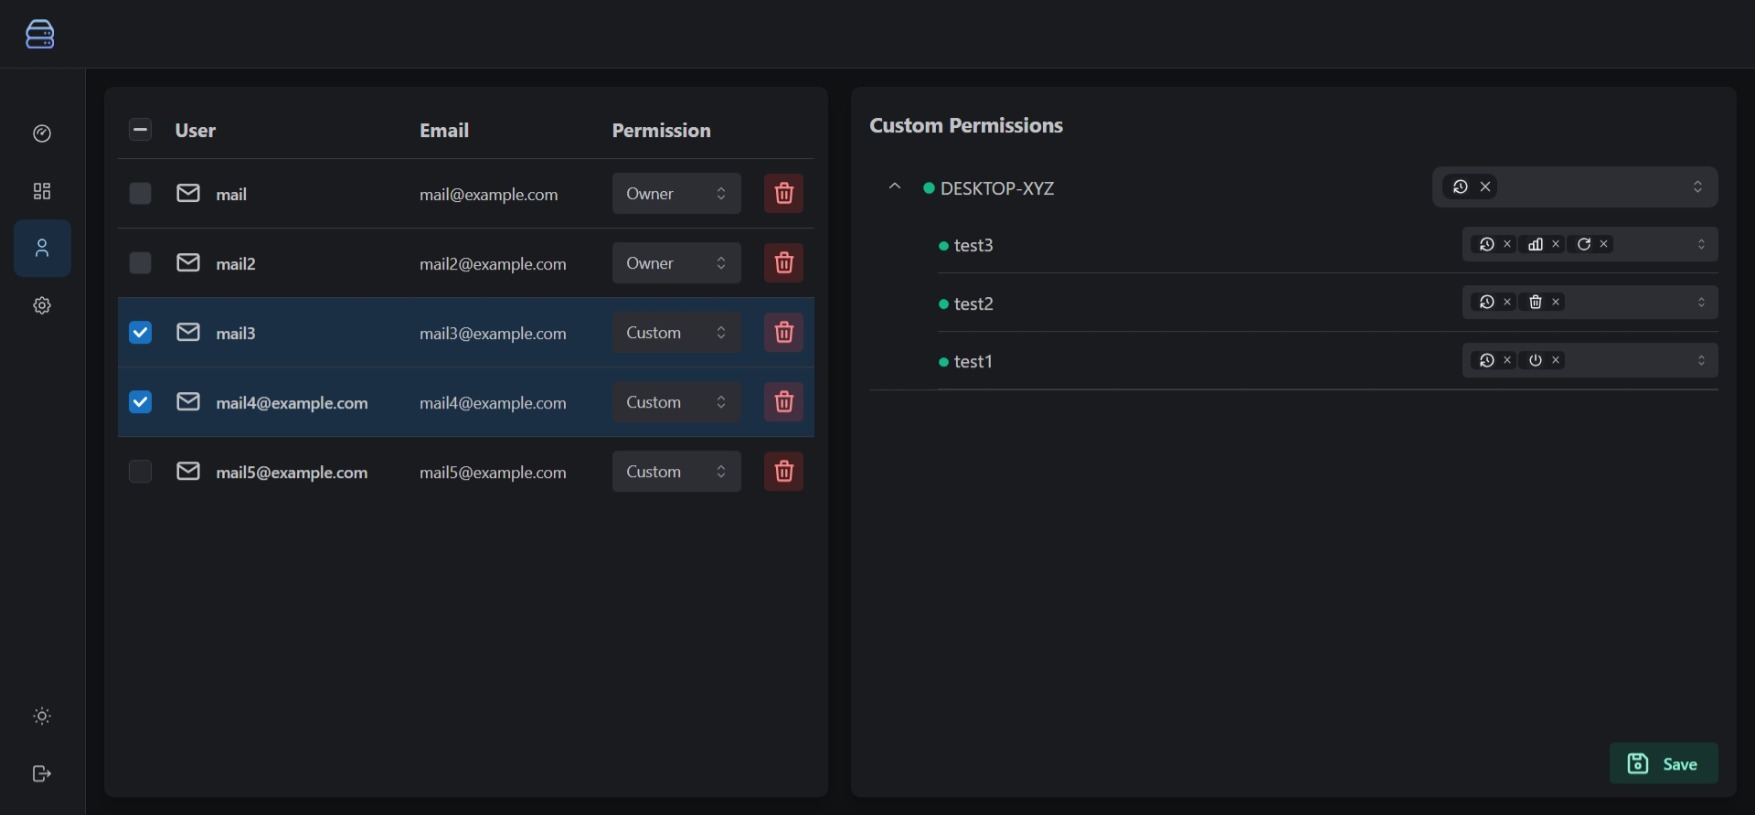 User Email Permission
mail mail@example.com Owner
mail2 mail2@example.com Owner
mail3 mail3@example.com Custom
mail4@example.com mail4@example.com Custom
mail5@example.com mail5@example.com Custom
Custom Permissions
DESKTOP-XYZ
test3
test2
test1
Save